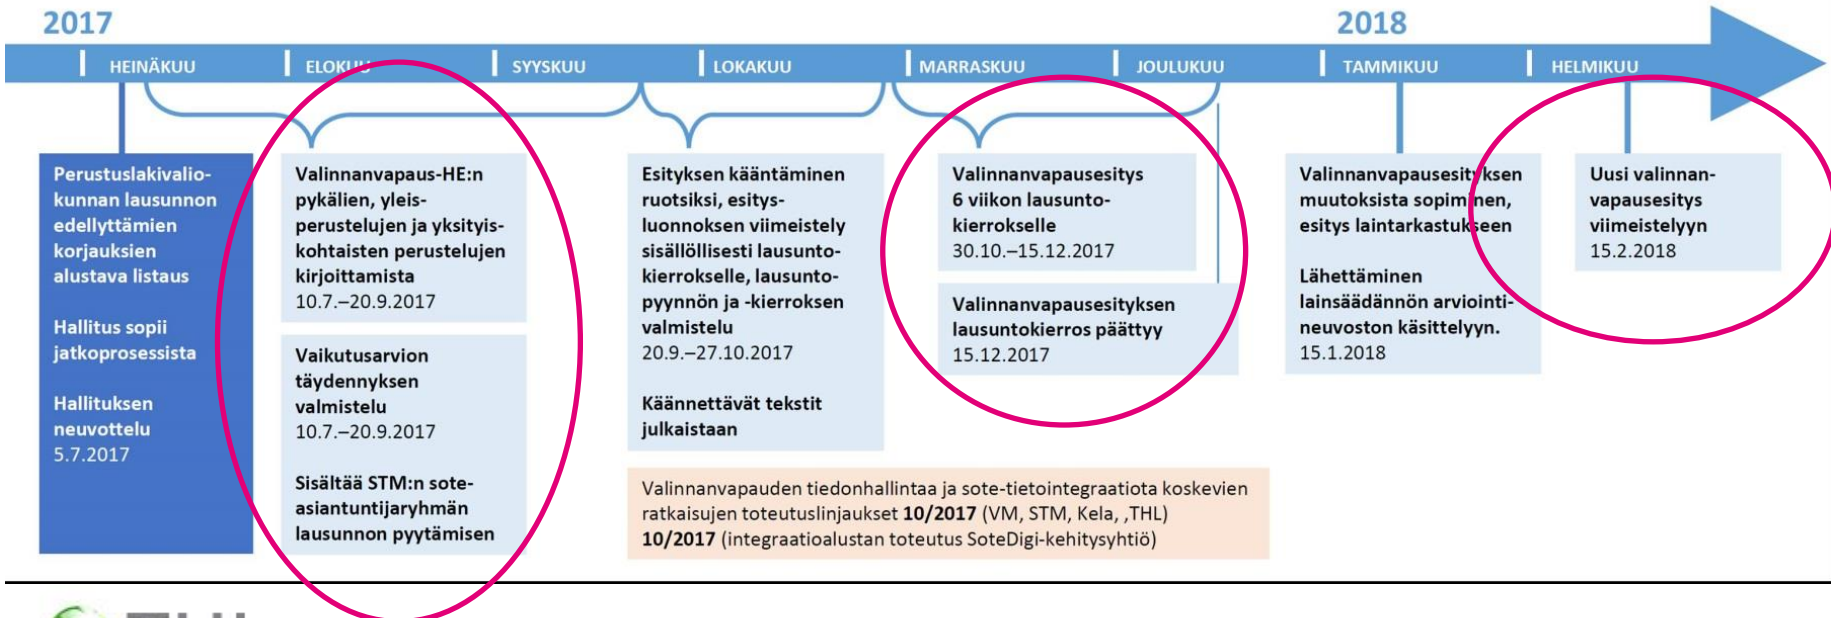 2017
2018
HEINÄKUU
ELOKUU
SYYSKUU
LOKAKUU
MARRASKUU
JOULUKUU
TAMMIKUU
HELMIKUU
Perustuslakivalio-
kunnan lausunnon
edellyttämien
korjauksien
alustava listaus
Hallitus sopii
jatkoprosessista
Hallituksen
neuvottelu
5.7.2017
Valinnanvapaus-HE:n
pykälien, yleis-
perustelujen ja yksityis-
kohtaisten perustelujen
kirjoittamista
10.7.–20.9.2017
Vaikutusarvion
täydennyksen
valmistelu
10.7.–20.9.2017
Sisältää STM:n sote-
asiantuntijaryhmän
lausunnon pyytämisen
Esityksen kääntäminen
ruotsiksi, esitys-
luonnoksen viimeistely
sisällöllisesti lausunto-
kierrokselle, lausunto-
pyynnön ja -kierroksen
valmistelu
20.9.–27.10.2017
Käännettävät tekstit
julkaistaan
Valinnanvapausesitys
6 viikon lausunto-
kierrokselle
30.10.–15.12.2017
Valinnanvapausesityksen
lausuntokierros päättyy
15.12.2017
Valinnanvapausesityksen
muutoksista sopiminen,
esitys laintarkastukseen
Lähettäminen
lainsäädännön arviointi-
neuvoston käsittelyyn.
15.1.2018
Uusi valinnan-
vapausesitys
viimeistelyyn
15.2.2018
Valinnanvapauden tiedonhallintaa ja sote-tietointegraatiota koskevien
ratkaisujen toteutuslinjaukset 10/2017 (VM, STM, Kela, ,THL)
10/2017 (integraatioalustan toteutus SoteDigi-kehitysyhtiö)